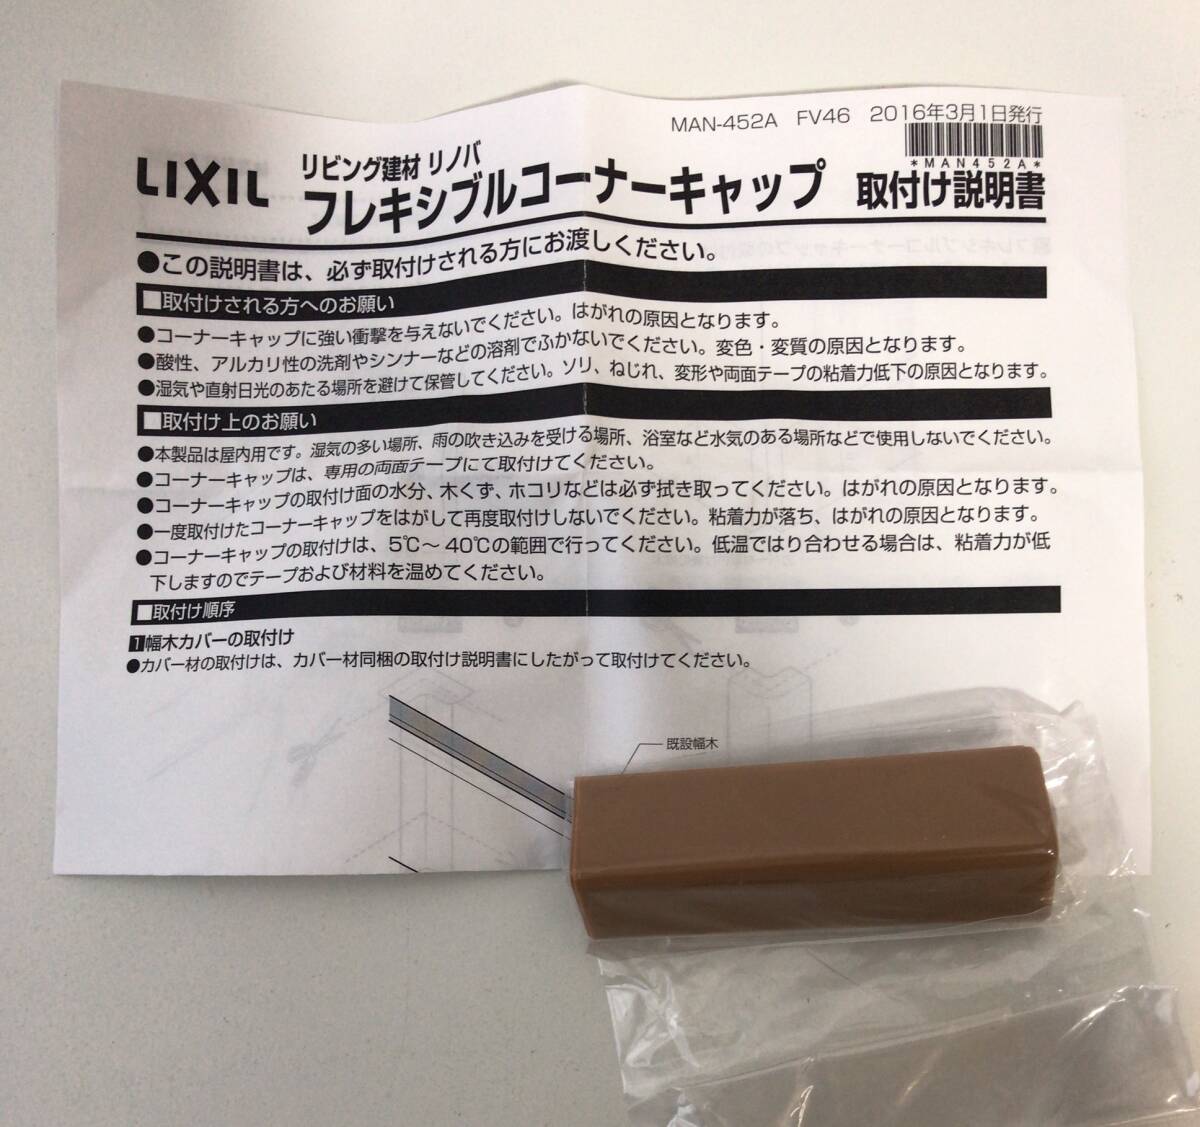 MAN-452A FV46 2016年3月1日発行
*MAN452A*
LIXIL
リビング建材 リノバ
フレキシブルコーナーキャップ 取付け説明書
●この説明書は、必ず取付けされる方にお渡しください。
■取付けされる方へのお願い
●コーナーキャップに強い衝撃を与えないでください。はがれの原因となります。
●酸性、アルカリ性の洗剤やシンナーなどの溶剤でふかないでください。変色・変質の原因となります。
●湿気や直射日光のあたる場所を避けて保管してください。ソリ、ねじれ、変形や両面テープの粘着力低下の原因となります。
■取付け上のお願い
●本製品は屋内用です。湿気の多い場所、雨の吹き込みを受ける場所、浴室など水気のある場所などで使用しないでください。
●コーナーキャップは、専用の両面テープにて取付けてください。
●コーナーキャップの取付け面の水分、木くず、ホコリなどは必ず拭き取ってください。はがれの原因となります。
●一度取付けたコーナーキャップをはがして再度取付けしないでください。粘着力が落ち、はがれの原因となります。
●コーナーキャップの取付けは、5℃～40℃の範囲で行ってください。低温ではり合わせる場合は、粘着力が低
下しますのでテープおよび材料を温めてください。
■取付け順序
1幅木カバーの取付け
●カバー材の取付けは、カバー材同梱の取付け説明書にしたがって取付けてください。
既設幅木